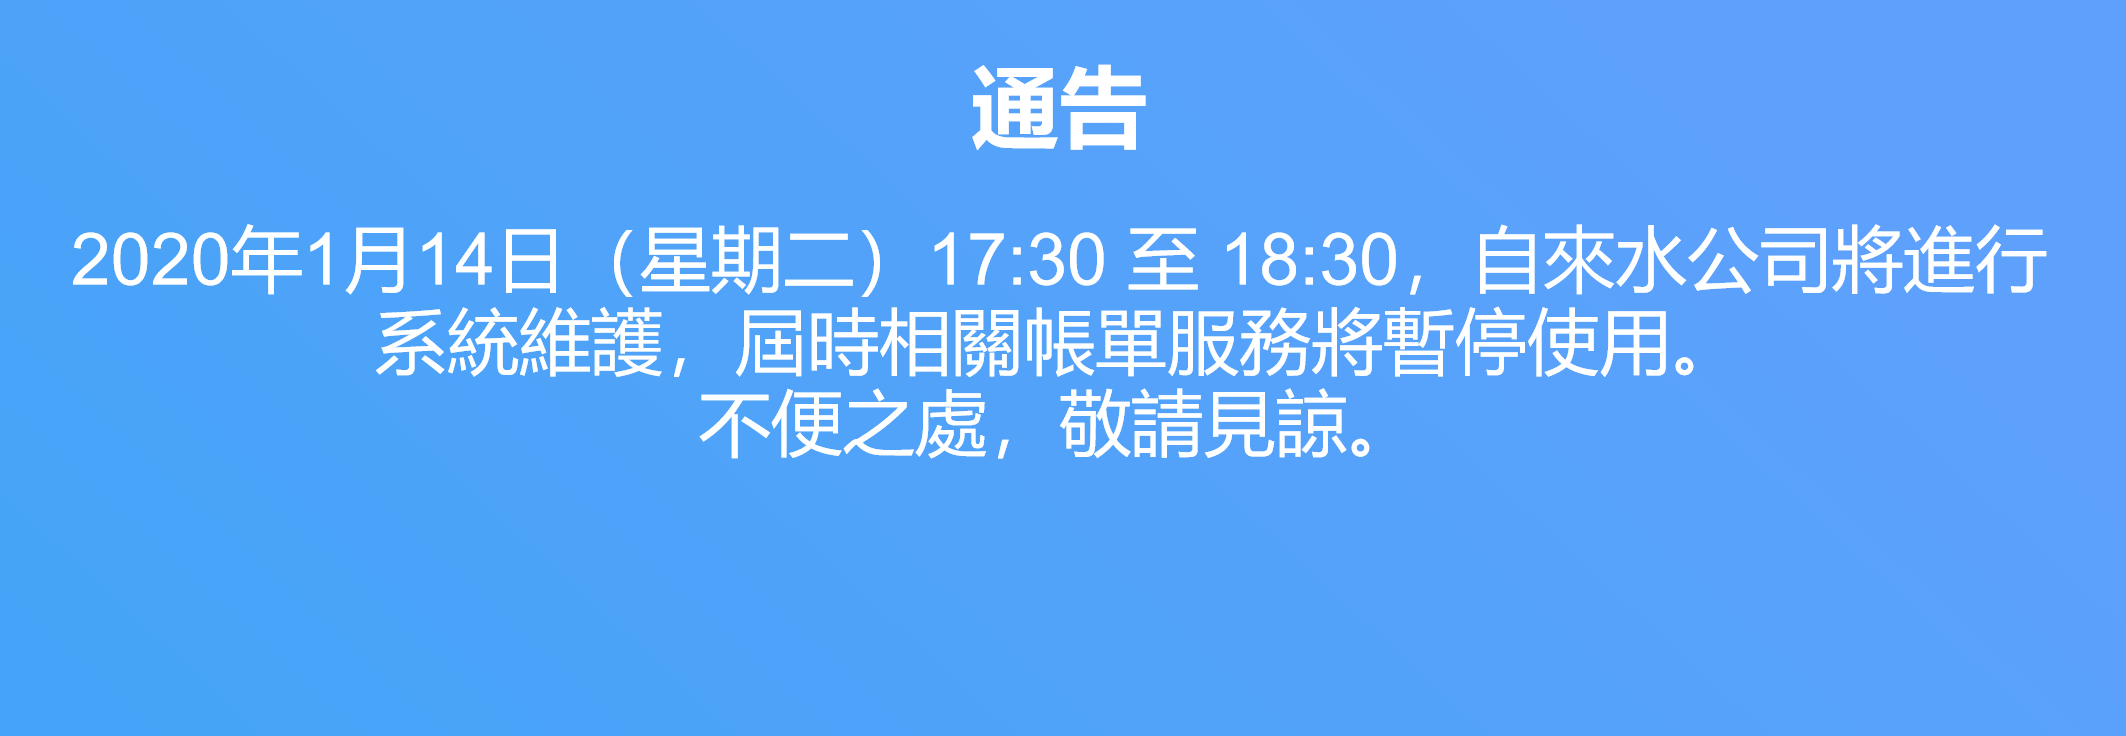 通告
2020年1月14日（星期二）17:30 至 18:30，自來水公司將進行
系統維護，屆時相關帳單服務將暫停使用。
不便之處，敬請見諒。